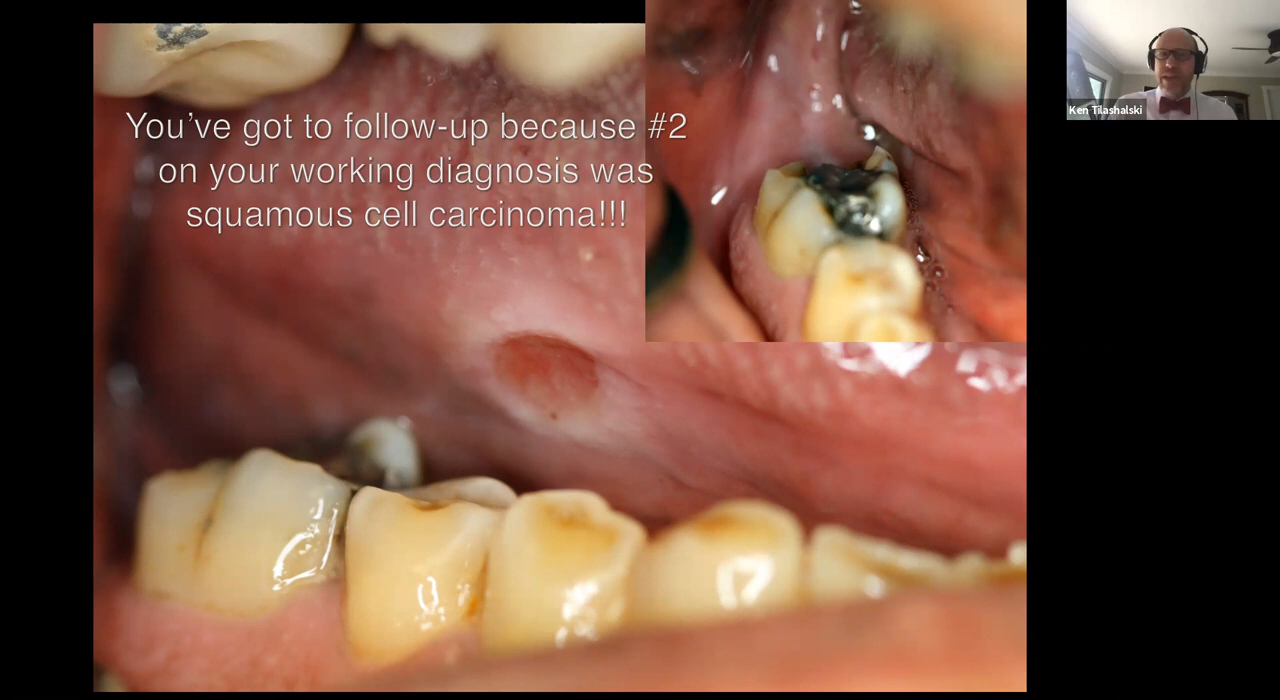 You've got to follow-up because #2
on your working diagnosis was
squamous cell carcinoma!!!
Ken Tilashalski